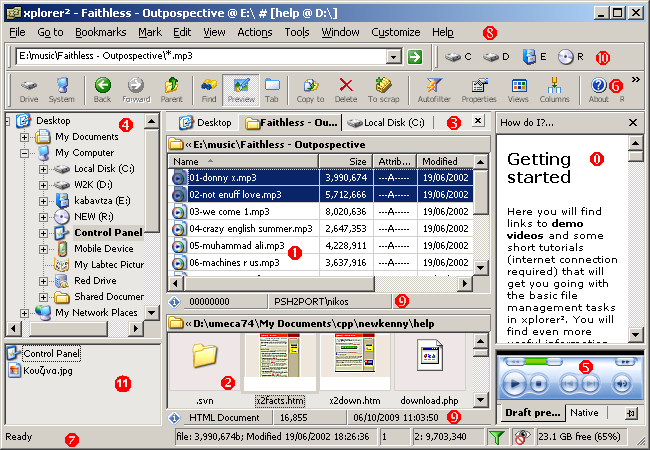 xplorer² - Faithless - Outpospective @ E:\ # [help @ D:\]
File Go to Bookmarks Mark Edit View Actions Tools Window Customize Help 8
E:\music\Faithless - Outpospective\*.mp3 C D E R 10
Drive System Back Forward Parent Find Preview Tab Copy to Delete To scrap Autofilter Properties Views Columns About R 6
Desktop 4
My Documents
My Computer
Local Disk (C:)
W2K (D:)
kabavtza (E:)
NEW (R:)
Control Panel
Mobile Device
My Labtec Pictur
Red Drive
Shared Documer
My Network Places
Desktop Faithless - Ou... Local Disk (C:) 3
« E:\music\Faithless - Outpospective
Name Size Attrib... Modified
01-donny x.mp3 3,990,674 ---A----- 19/06/2002
02-not enuff love.mp3 5,712,666 ---A----- 19/06/2002
03-we come 1.mp3 8,020,636 ---A----- 19/06/2002
04-crazy english summer.mp3 2,647,353 ---A----- 19/06/2002
05-muhammad ali.mp3 4,228,911 ---A----- 19/06/2002
06-machines r us.mp3 3,637,916 ---A----- 19/06/2002
1
00000000 PSH2PORT\nikos 9
« D:\umeca74\My Documents\cpp\newkenny\help
.svn x2facts.htm x2down.htm download.php
2
HTML Document 16,855 06/10/2009 11:03:50 9
How do I?...
Getting
started
0
Here you will find
links to demo
videos and some
short tutorials
(internet connection
required) that will
get you going with
the basic file
management tasks
in xplorer². You will
find even more
5
Draft pre... Native
Control Panel
Κουζινα.jpg
11
Ready 7 file: 3,990,674b; Modified 19/06/2002 18:26:36 1 2: 9,703,340 23.1 GB free (65%)